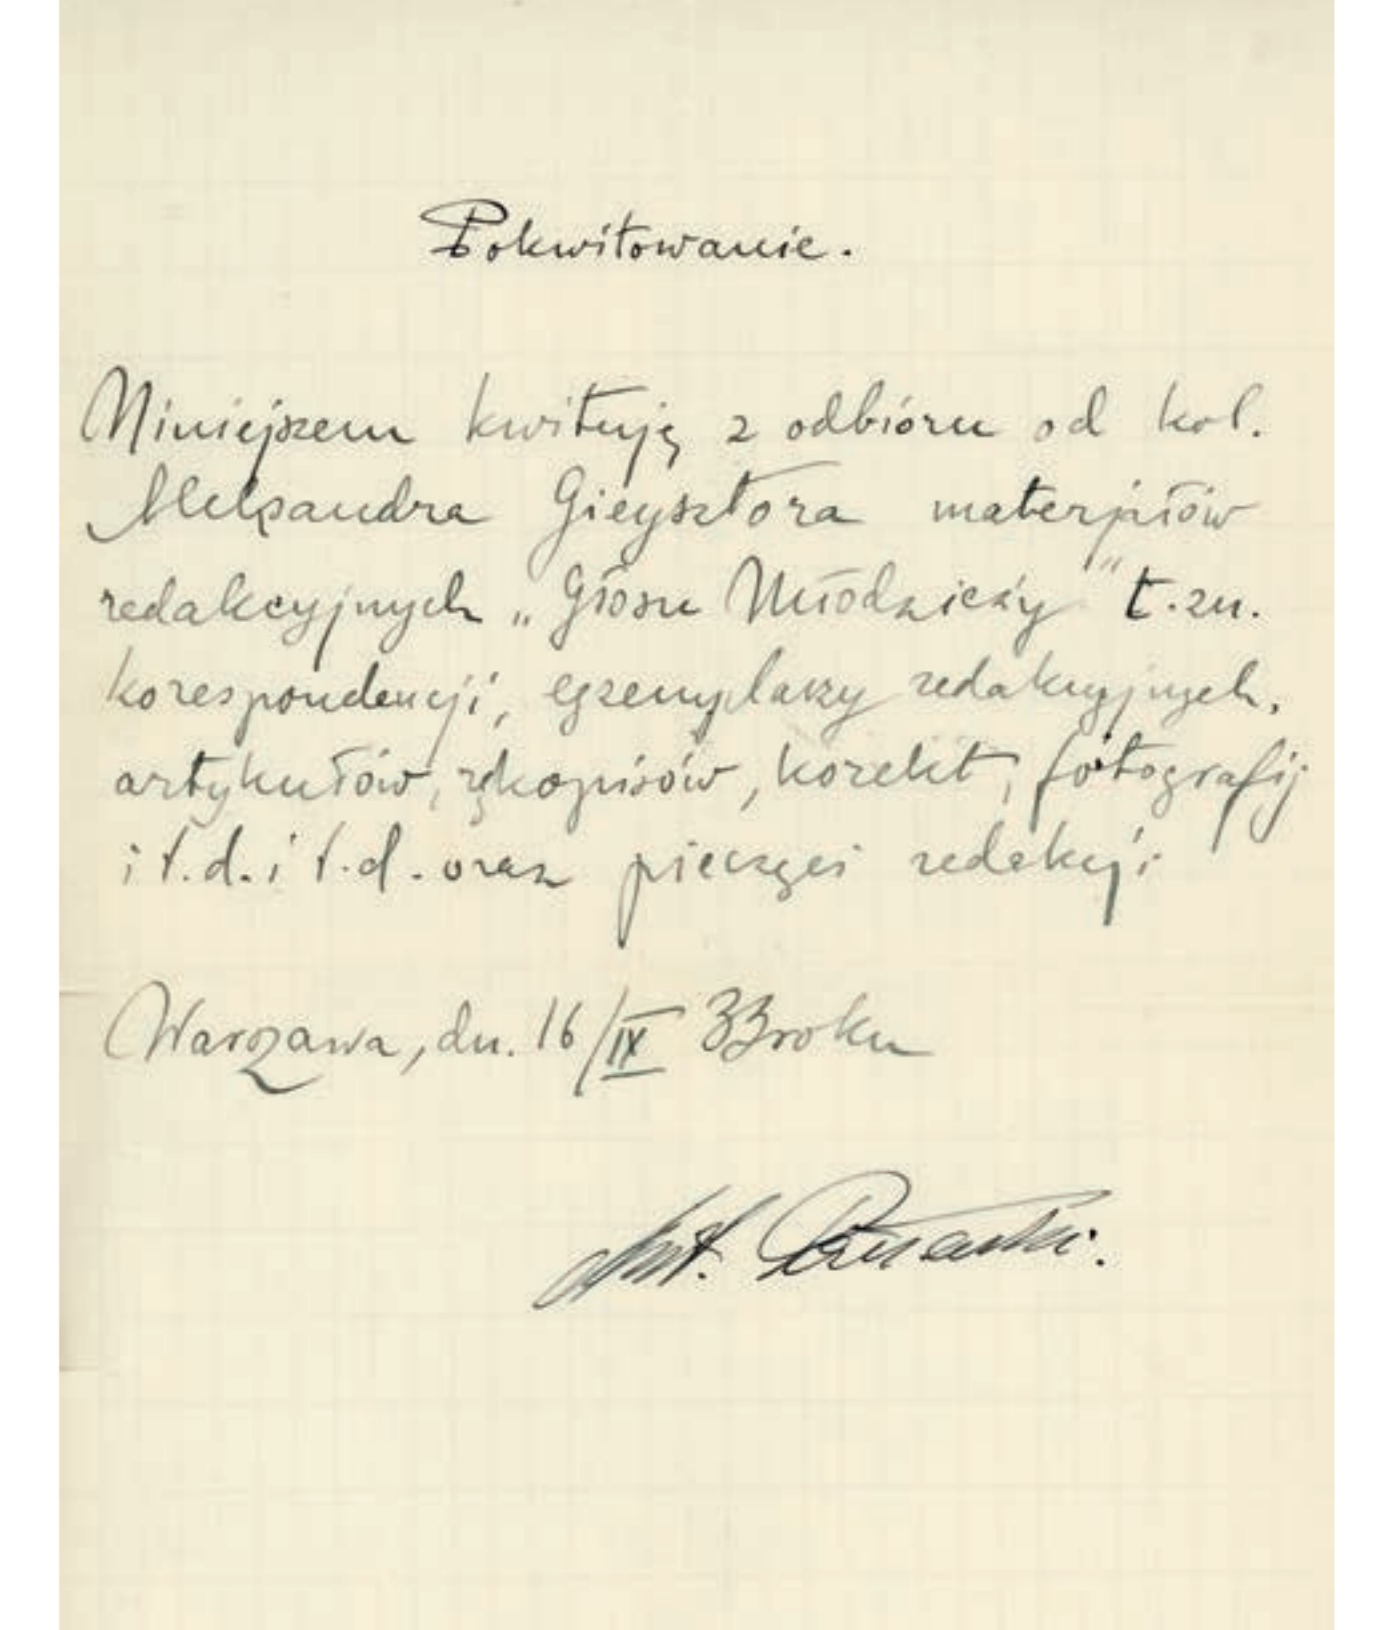 Pokwitowanie.
Niniejszem kwituję z odbioru od kol.
Aleksandra Gieysztora materjałów
redakcyjnych „Głosu Młodzieży" t.zn.
korespondencji, egzemplarzy redakcyjnych,
artykułów, rękopisów, korekt, fotografij
i t.d. i t.d. oraz pieczęci redakcji
Warszawa, dn. 16/IX 33 roku
Ant.